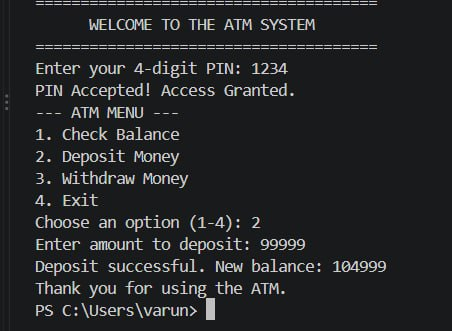 ======================================
WELCOME TO THE ATM SYSTEM
======================================
Enter your 4-digit PIN: 1234
PIN Accepted! Access Granted.
--- ATM MENU ---
1. Check Balance
2. Deposit Money
3. Withdraw Money
4. Exit
Choose an option (1-4): 2
Enter amount to deposit: 99999
Deposit successful. New balance: 104999
Thank you for using the ATM.
PS C:\Users\varun>